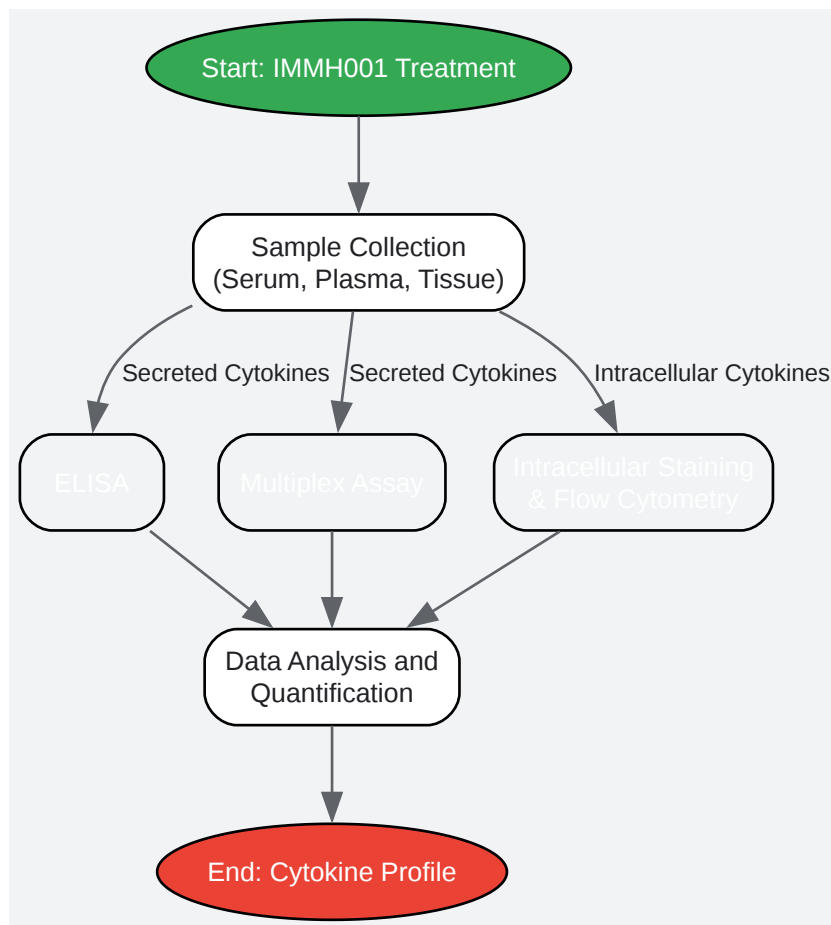 Start: IMMH001 Treatment
Sample Collection
(Serum, Plasma, Tissue)
Secreted Cytokines
Secreted Cytokines
Intracellular Cytokines
ELISA
Multiplex Assay
Intracellular Staining
& Flow Cytometry
Data Analysis and
Quantification
End: Cytokine Profile